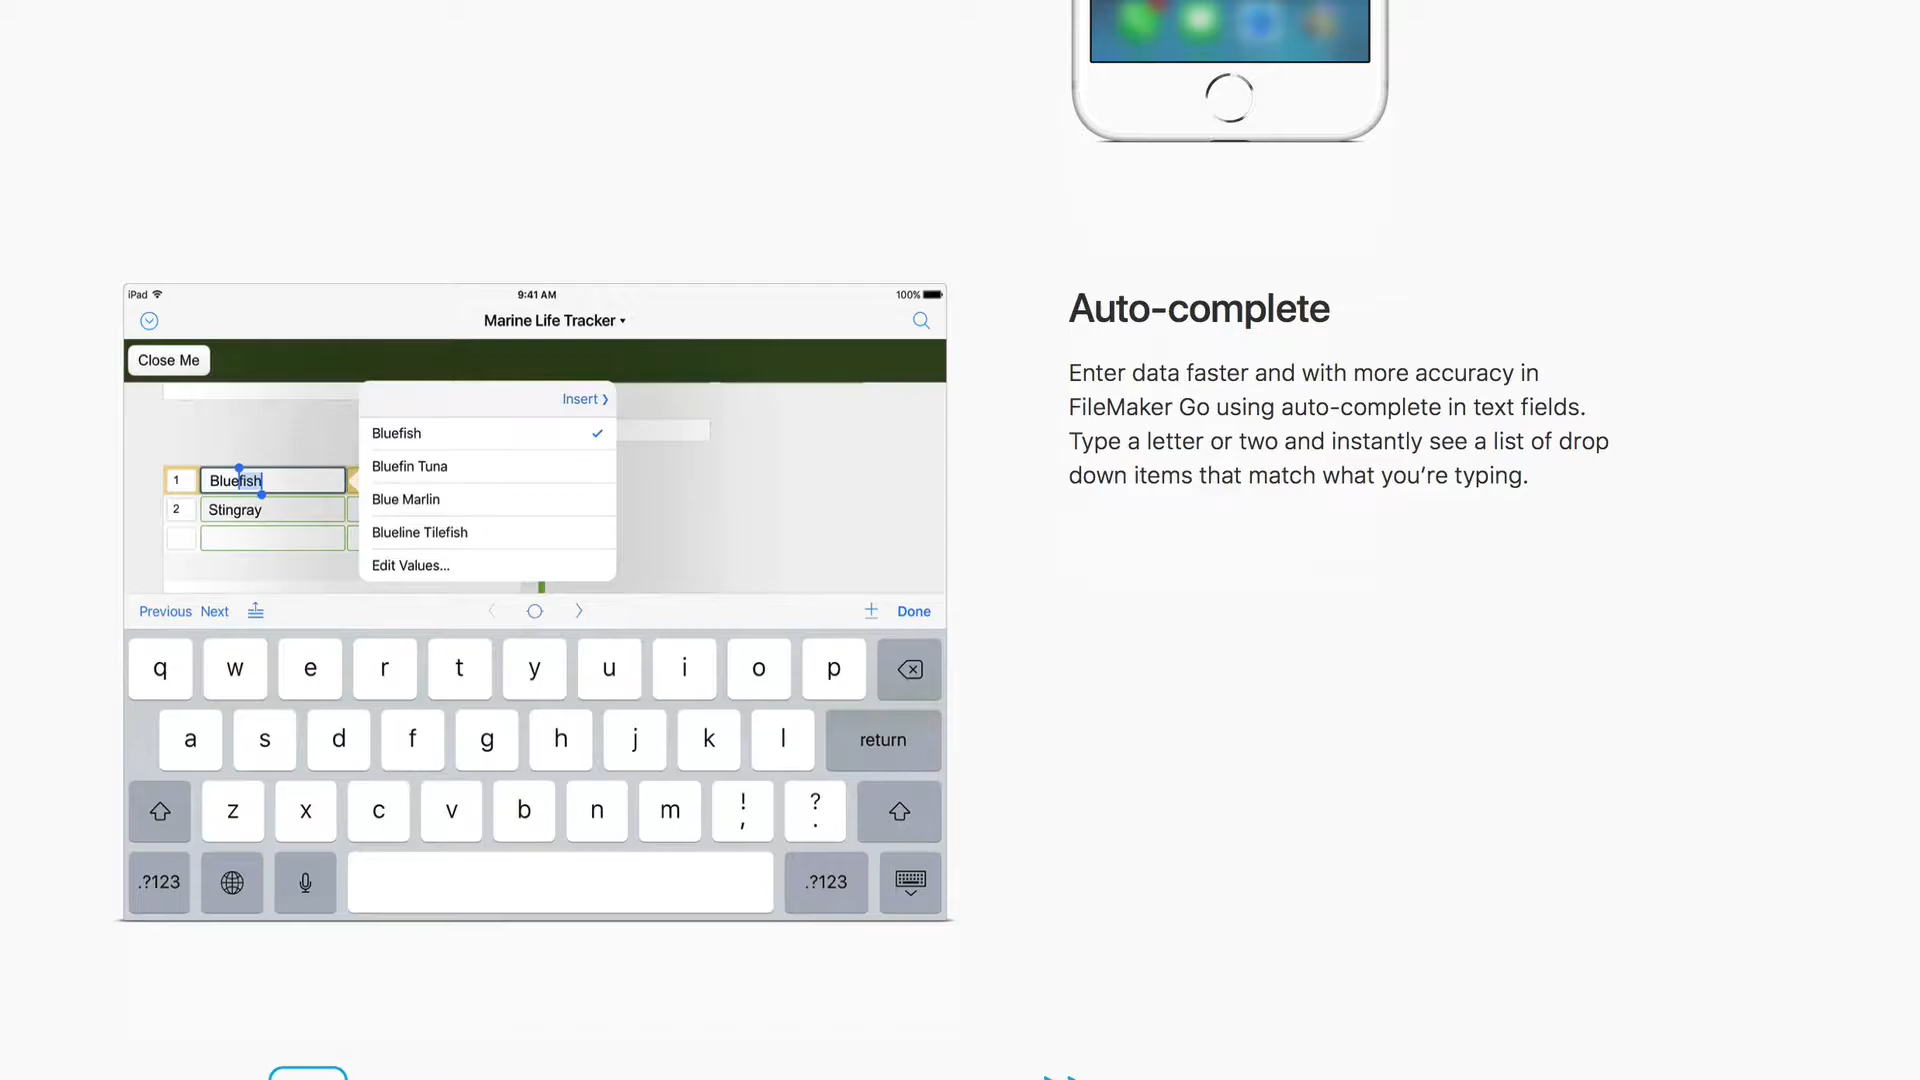 iPad
9:41 AM
100%
Marine Life Tracker
Close Me
Insert
Bluefish
Bluefin Tuna
Blue Marlin
Blueline Tilefish
Edit Values...
1 Bluefish
2 Stingray
Previous Next
Done
q w e r t y u i o p
a s d f g h j k l return
z x c v b n m ! , ? .
.?123 .?123
Auto-complete
Enter data faster and with more accuracy in
FileMaker Go using auto-complete in text fields.
Type a letter or two and instantly see a list of drop
down items that match what you’re typing.